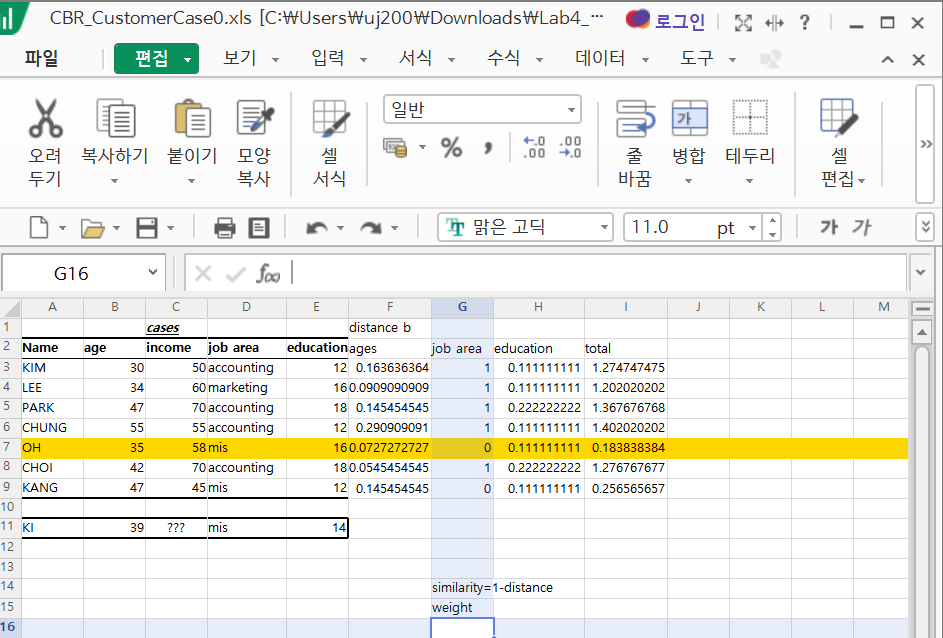 CBR_CustomerCase0.xls [C:￦Users￦uj200￦Downloads￦Lab4_⋯ 로그인 ?
파일 편집 보기 입력 서식 수식 데이터 도구
일반
오려 복사하기 붙이기 모양 셀 % 줄 병합 테두리 셀
두기 복사 서식 바꿈 편집
맑은 고딕 11.0 pt 가 가
G16
A B C D E F G H I J K L M
1 cases distance b
2 Name age income job area education ages job area education total
3 KIM 30 50 accounting 12 0.163636364 1 0.111111111 1.274747475
4 LEE 34 60 marketing 16 0.0909090909 1 0.111111111 1.202020202
5 PARK 47 70 accounting 18 0.145454545 1 0.222222222 1.367676768
6 CHUNG 55 55 accounting 12 0.290909091 1 0.111111111 1.402020202
7 OH 35 58 mis 16 0.0727272727 0 0.111111111 0.183838384
8 CHOI 42 70 accounting 18 0.0545454545 1 0.222222222 1.276767677
9 KANG 47 45 mis 12 0.145454545 0 0.111111111 0.256565657
10
11 KI 39 ??? mis 14
12
13
14 similarity=1-distance
15 weight
16